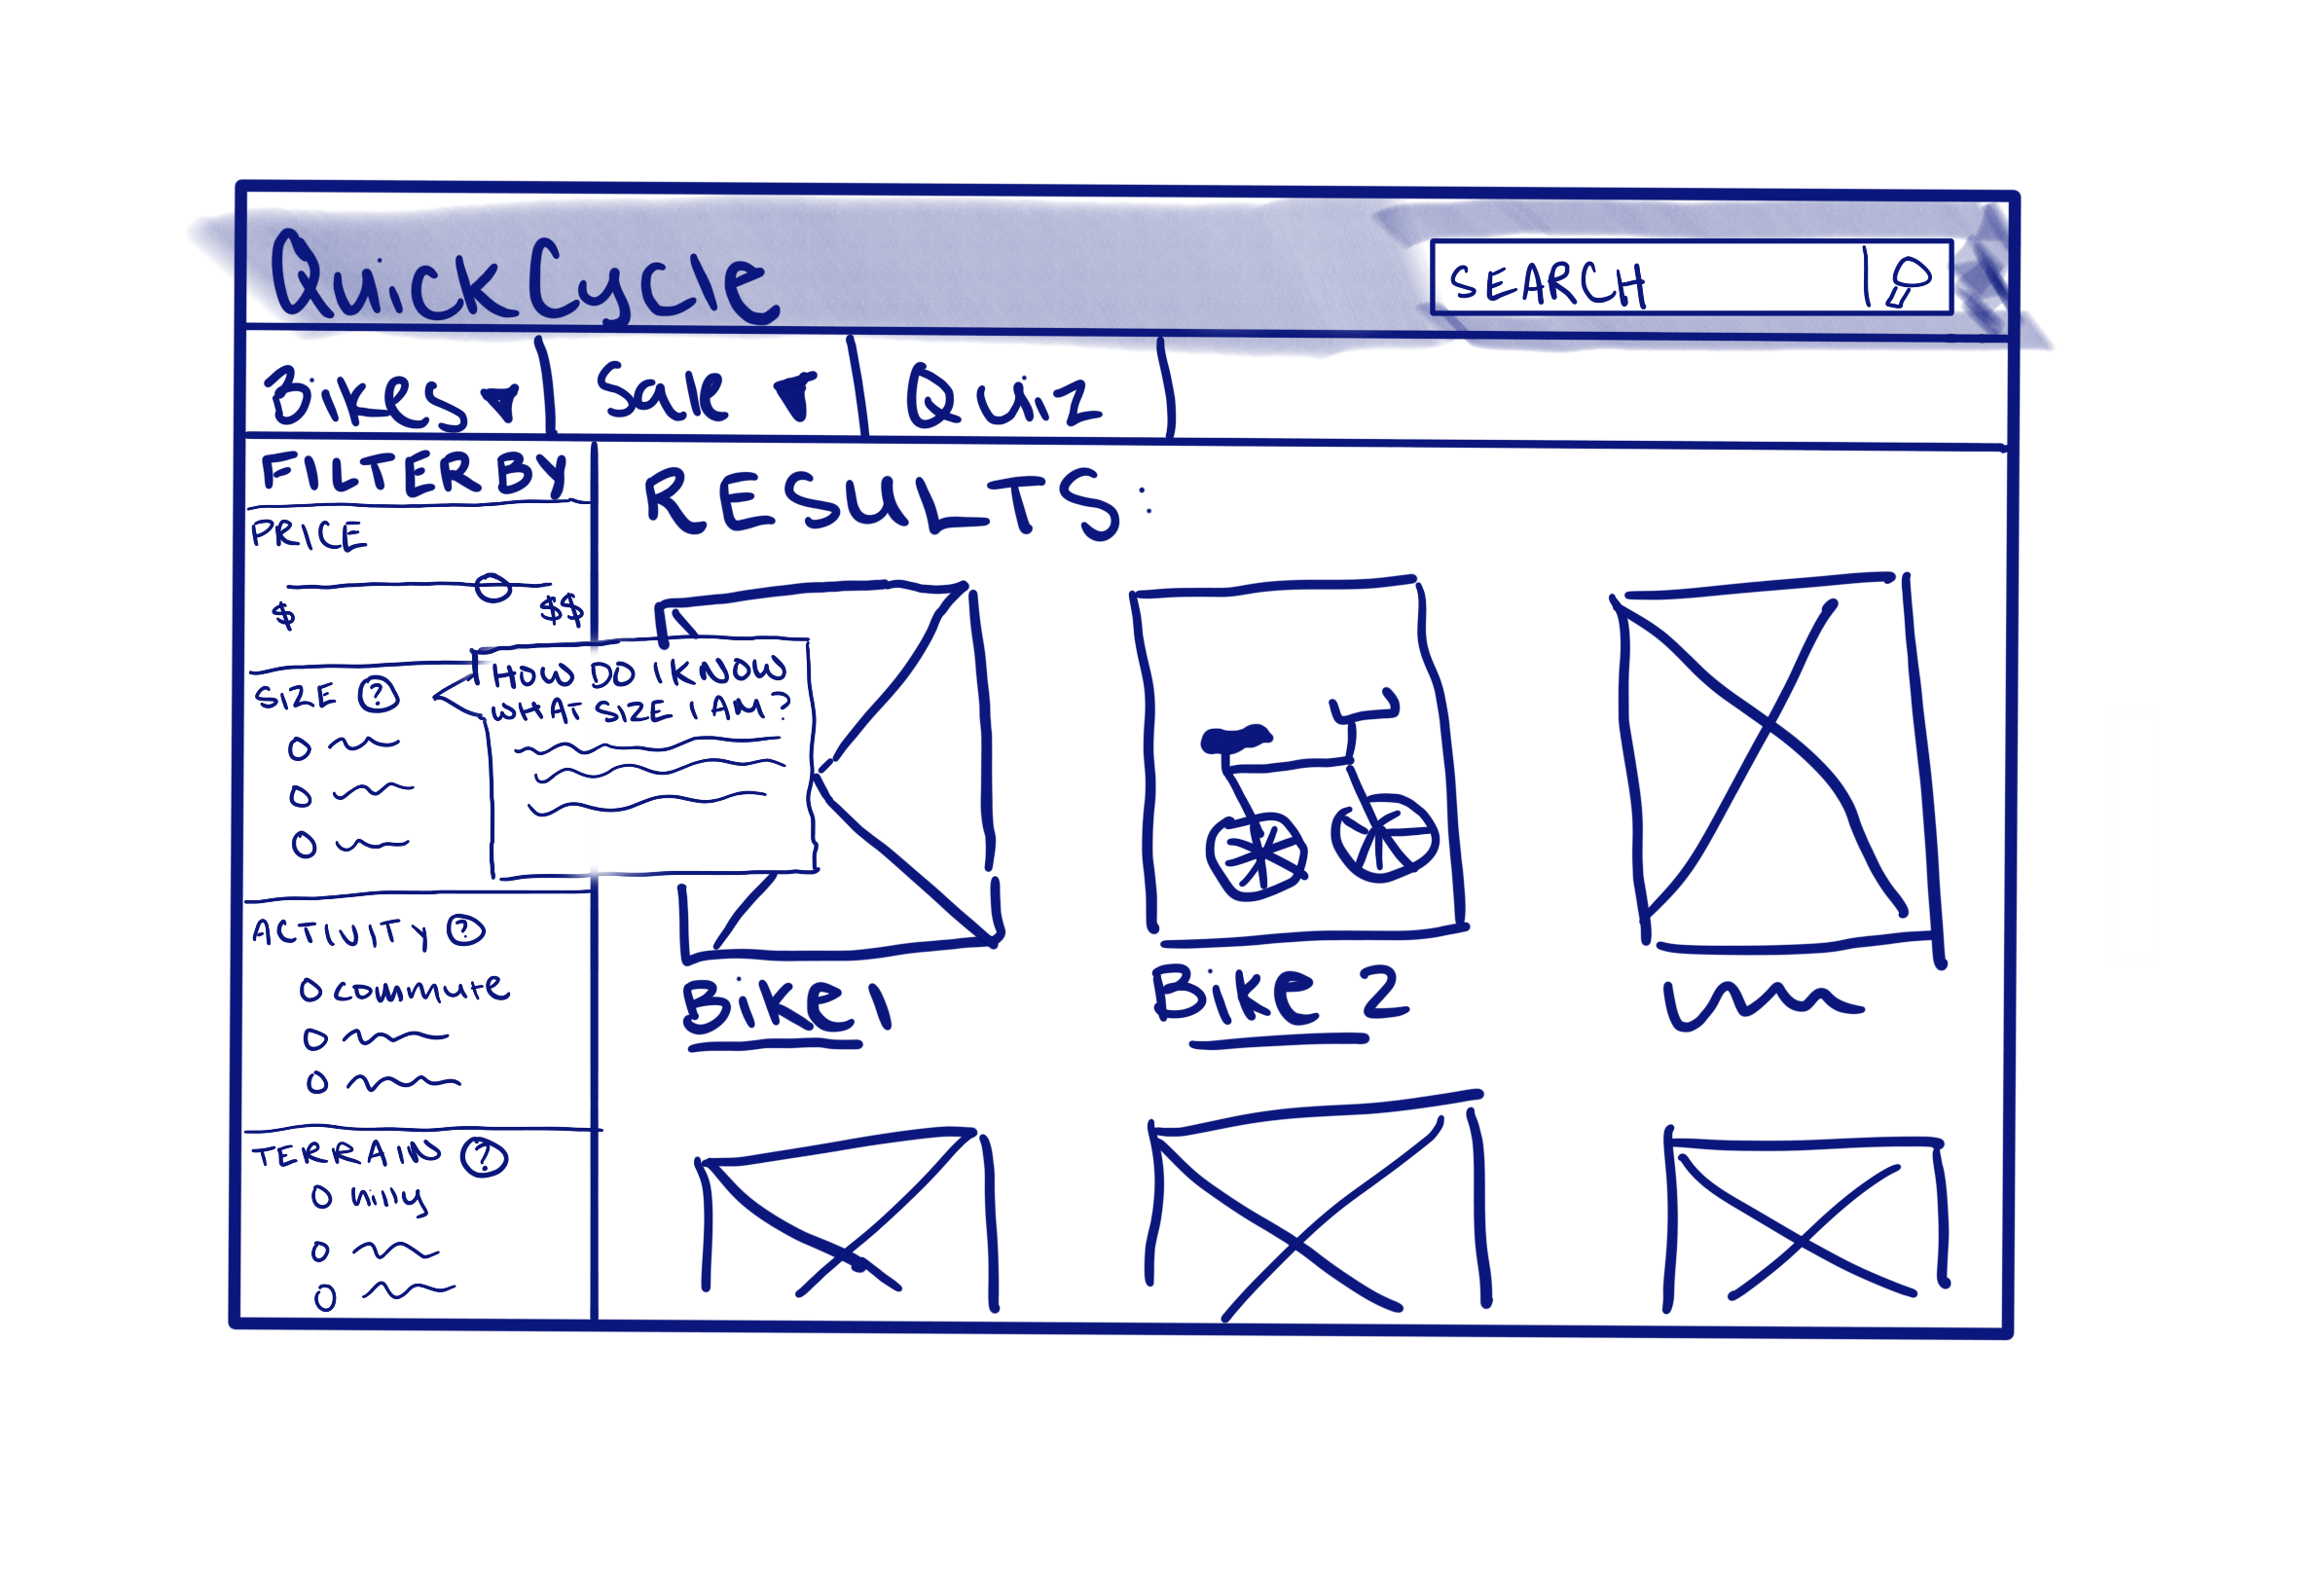 QuickCycle
SEARCH
Bikes
Sale
Quiz
FILTER BY
PRICE
$
$$
SIZE ?
HOW DO I KNOW
WHAT SIZE I AM?
ACTIVITY ?
commute
TERRAIN ?
hilly
RESULTS:
Bike 1
Bike 2